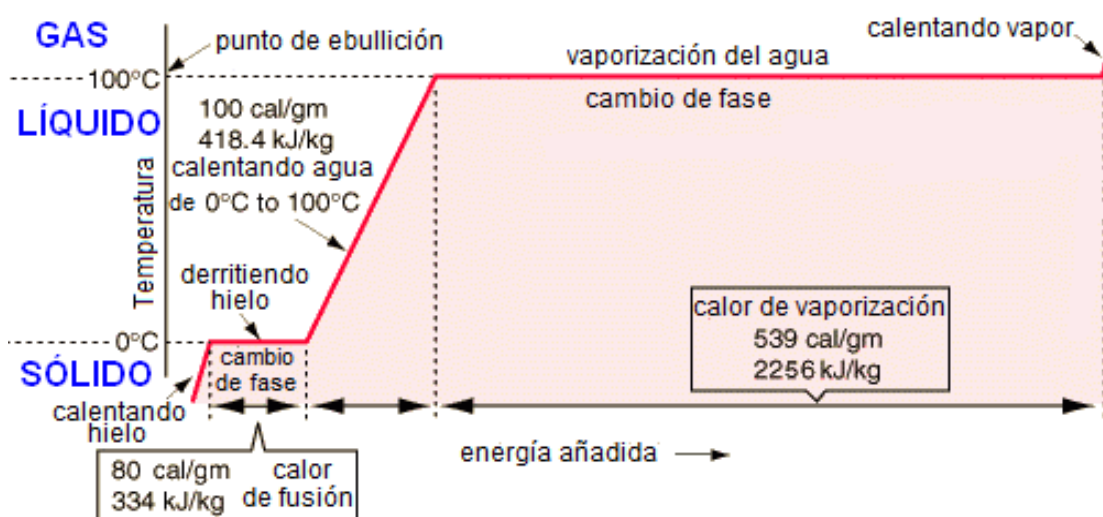 GAS
punto de ebullición
calentando vapor
100°C
vaporización del agua
cambio de fase
LÍQUIDO
100 cal/gm
418.4 kJ/kg
calentando agua
de 0°C to 100°C
Temperatura
derritiendo
hielo
0°C
cambio
de fase
SÓLIDO
calentando
hielo
calor de vaporización
539 cal/gm
2256 kJ/kg
energía añadida
80 cal/gm calor
334 kJ/kg de fusión